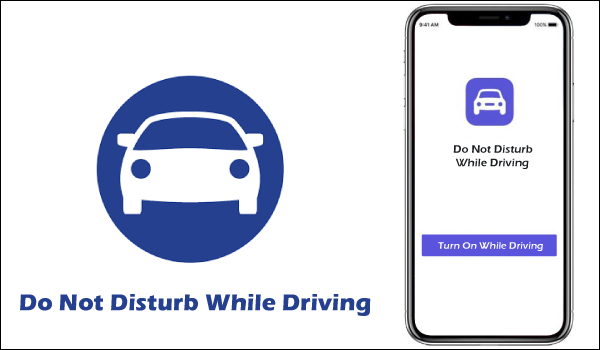 Do Not Disturb While Driving
9:41 AM
100%
Do Not Disturb
While Driving
Turn On While Driving